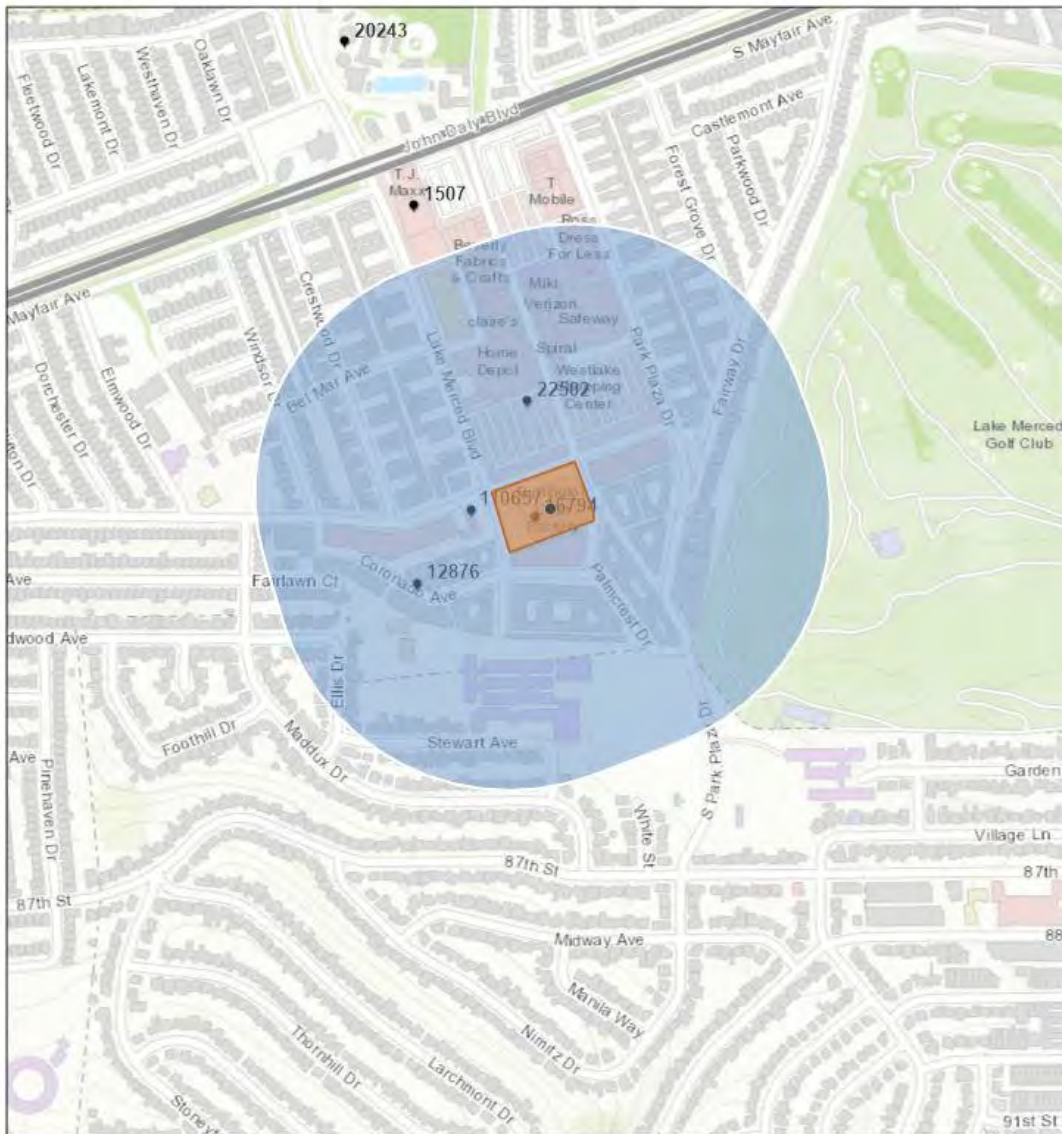 20243
S Mayfair Ave
Oaklawn Dr
Westhaven Dr
Lakemont Dr
Fleetwood Dr
John Daly Blvd
Castlemont Ave
Parkwood Dr
Forest Grove Dr
T.J.
Maxx
1507
T
Mobile
Ross
Dress
For Less
Beverly
Fabrics
& Crafts
Miki
Verizon
Safeway
claire's
Spiral
Home
Depot
Westlake
Shopping
Center
22502
Mayfair Ave
Crestwood Dr
Windsor
Bel Mar Ave
Elmwood Dr
Dorchester Dr
Lake Merced Blvd
Park Plaza Dr
Fairway Dr
Lake Merced
Golf Club
16794
12876
Coronado Ave
Fairlawn Ct
Palmcrest Dr
Ave
dwood Ave
Ellis Dr
Foothill Dr
Maddux Dr
Stewart Ave
S Park Plaza Dr
Ave
Pinehaven Dr
Garden
White St
Village Ln
87th St
87th St
87th
Midway Ave
88
Manila Way
Nimitz Dr
Thornhill Dr
Larchmont Dr
91st St